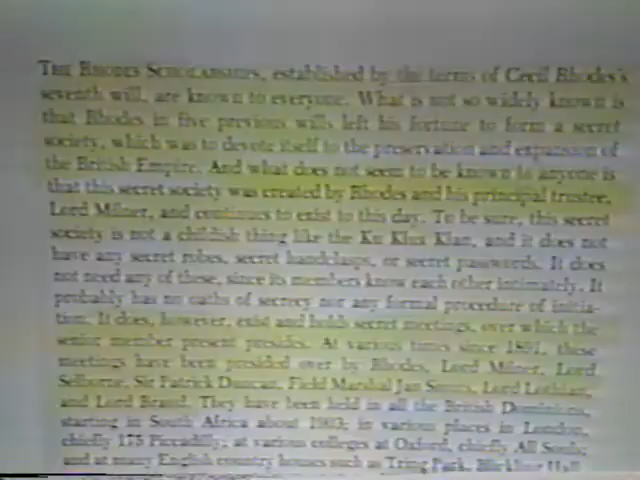 THE RHODES SCHOLARSHIPS, established by the terms of Cecil Rhodes's
seventh will, are known to everyone. What is not so widely known is
that Rhodes in five previous wills left his fortune to form a secret
society, which was to devote itself to the preservation and expansion of
the British Empire. And what does not seem to be known to anyone is
that this secret society was created by Rhodes and his principal trustee,
Lord Milner, and continues to exist to this day. To be sure, this secret
society is not a childish thing like the Ku Klux Klan, and it does not
have any secret robes, secret handclasps, or secret passwords. It does
not need any of these, since its members know each other intimately. It
probably has no oaths of secrecy nor any formal procedure of initia-
tion. It does, however, exist and holds secret meetings, over which the
senior member present presides. At various times since 1891, these
meetings have been presided over by Rhodes, Lord Milner, Lord
Selborne, Sir Patrick Duncan, Field Marshal Jan Smuts, Lord Lothian,
and Lord Brand. They have been held in all the British Dominions,
starting in South Africa about 1903; in various places in London,
chiefly 175 Piccadilly; at various colleges at Oxford, chiefly All Souls;
and at many English country houses such as Tring Park, Blickling Hall,